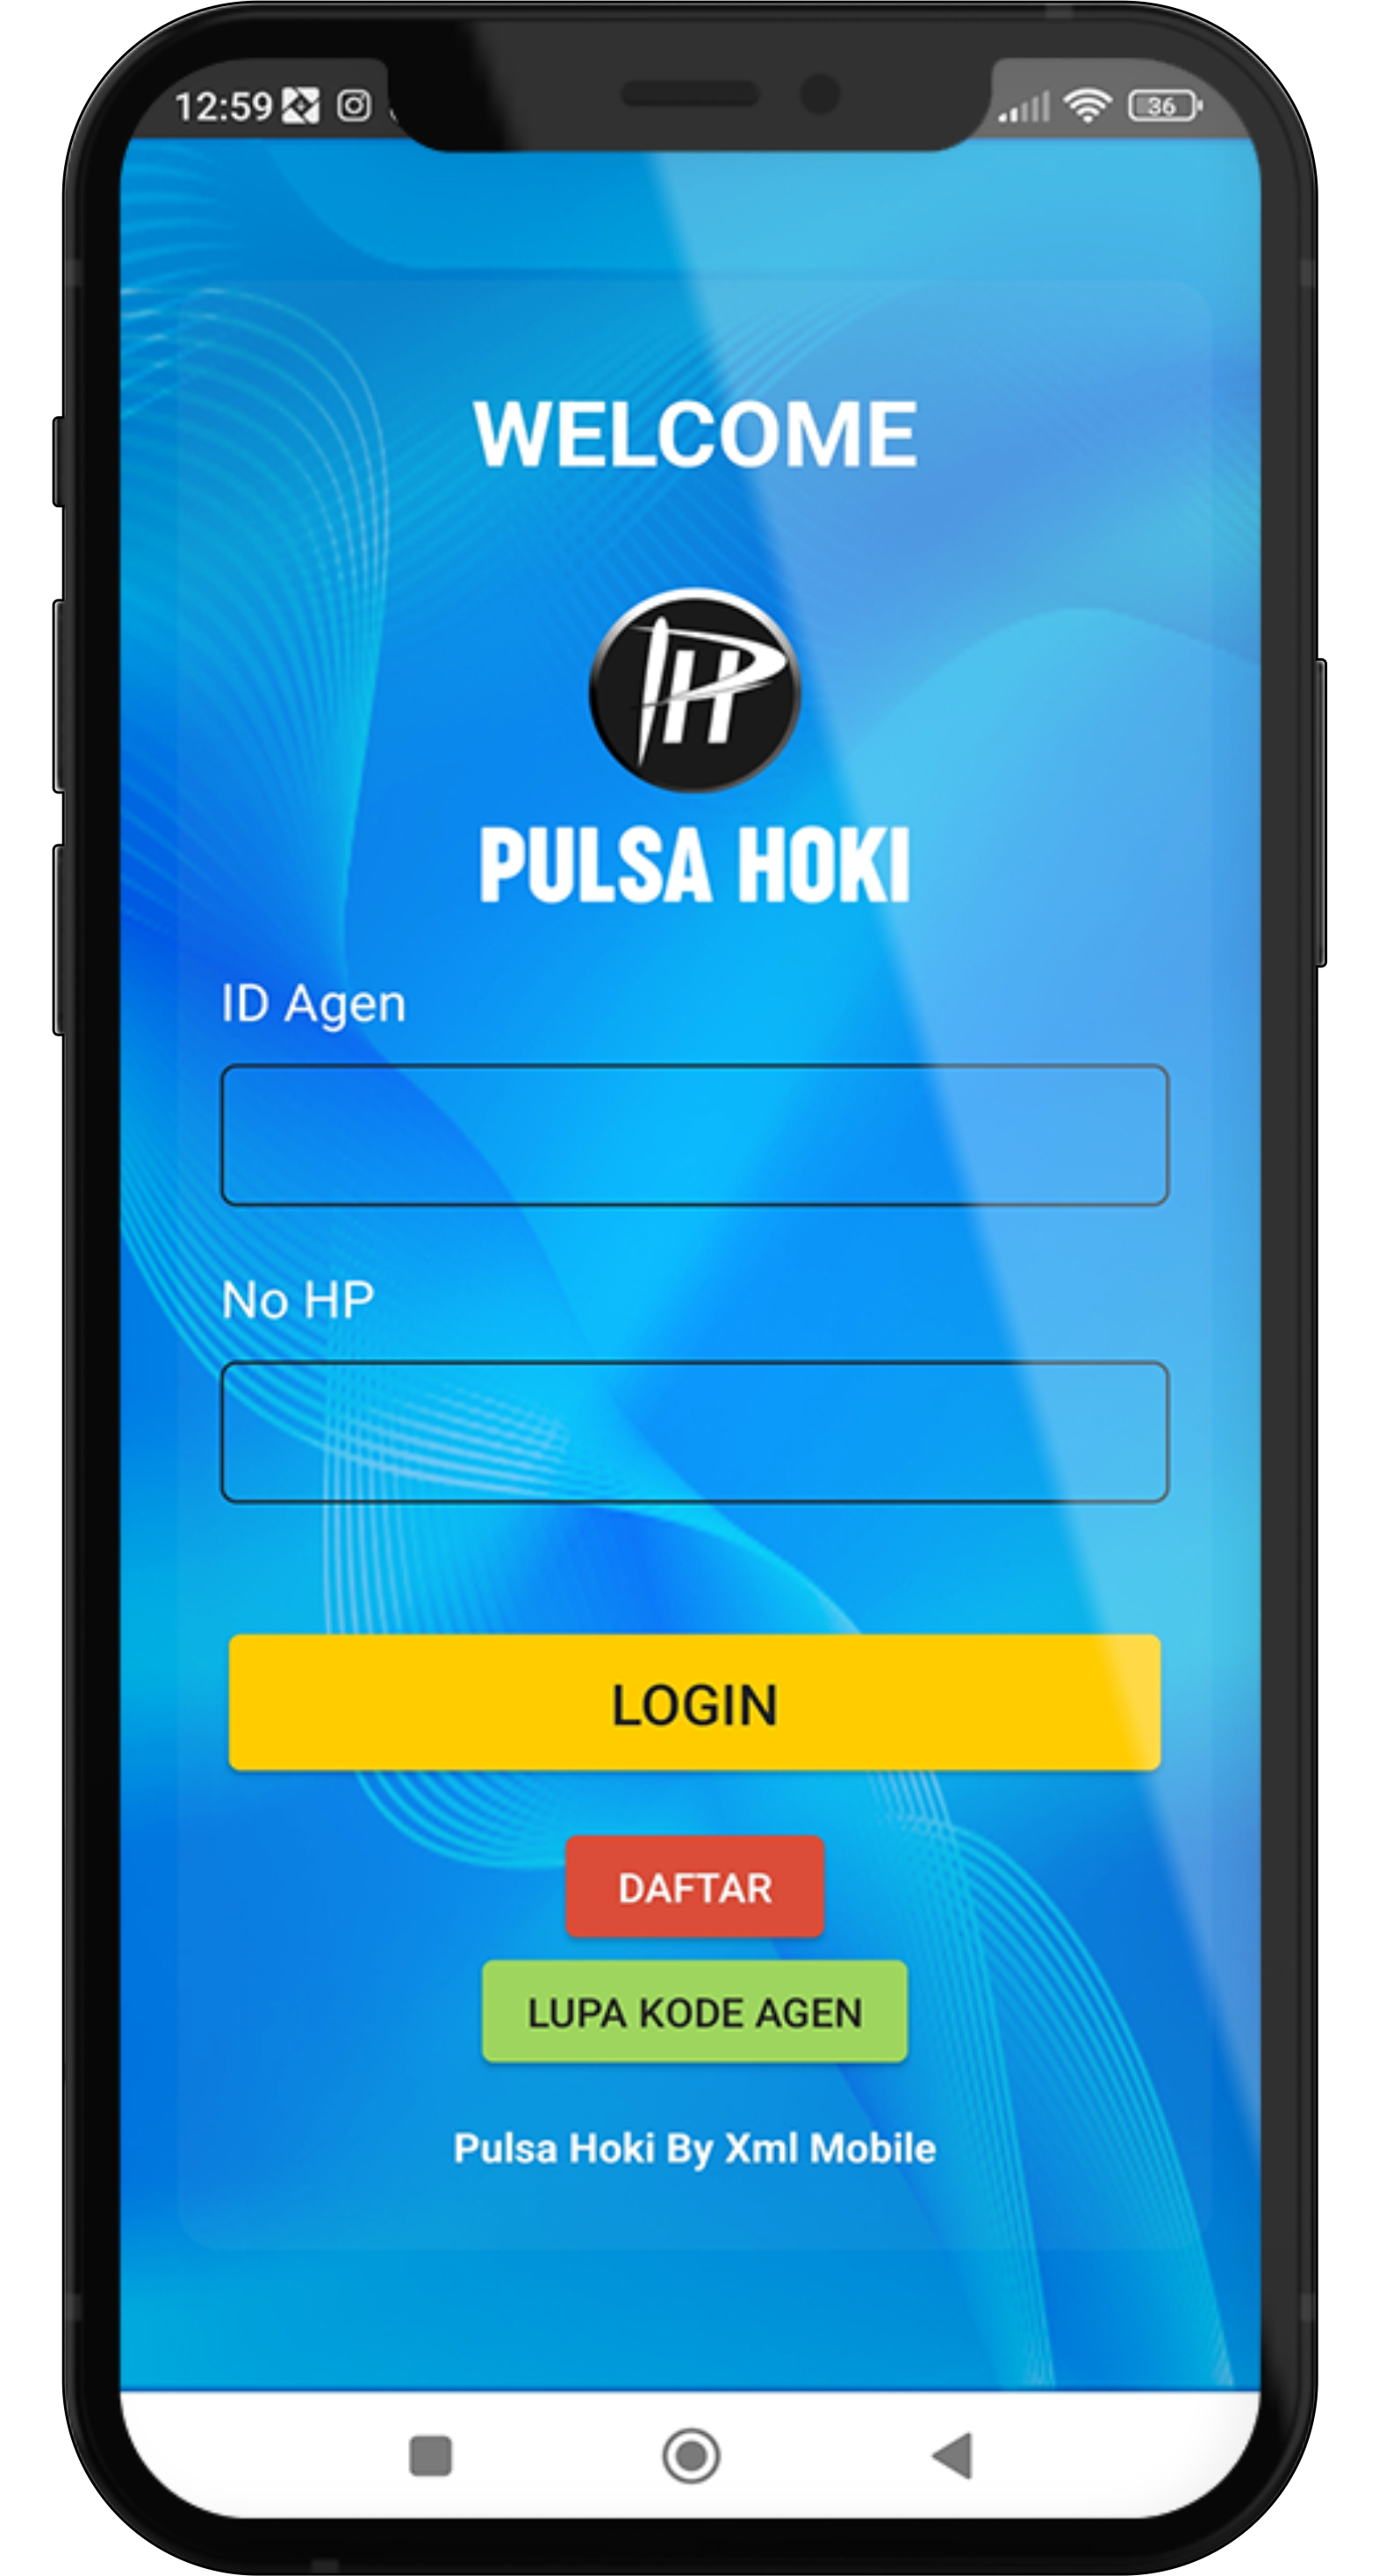 12:59
36
WELCOME
PH
PULSA HOKI
ID Agen
No HP
LOGIN
DAFTAR
LUPA KODE AGEN
Pulsa Hoki By Xml Mobile